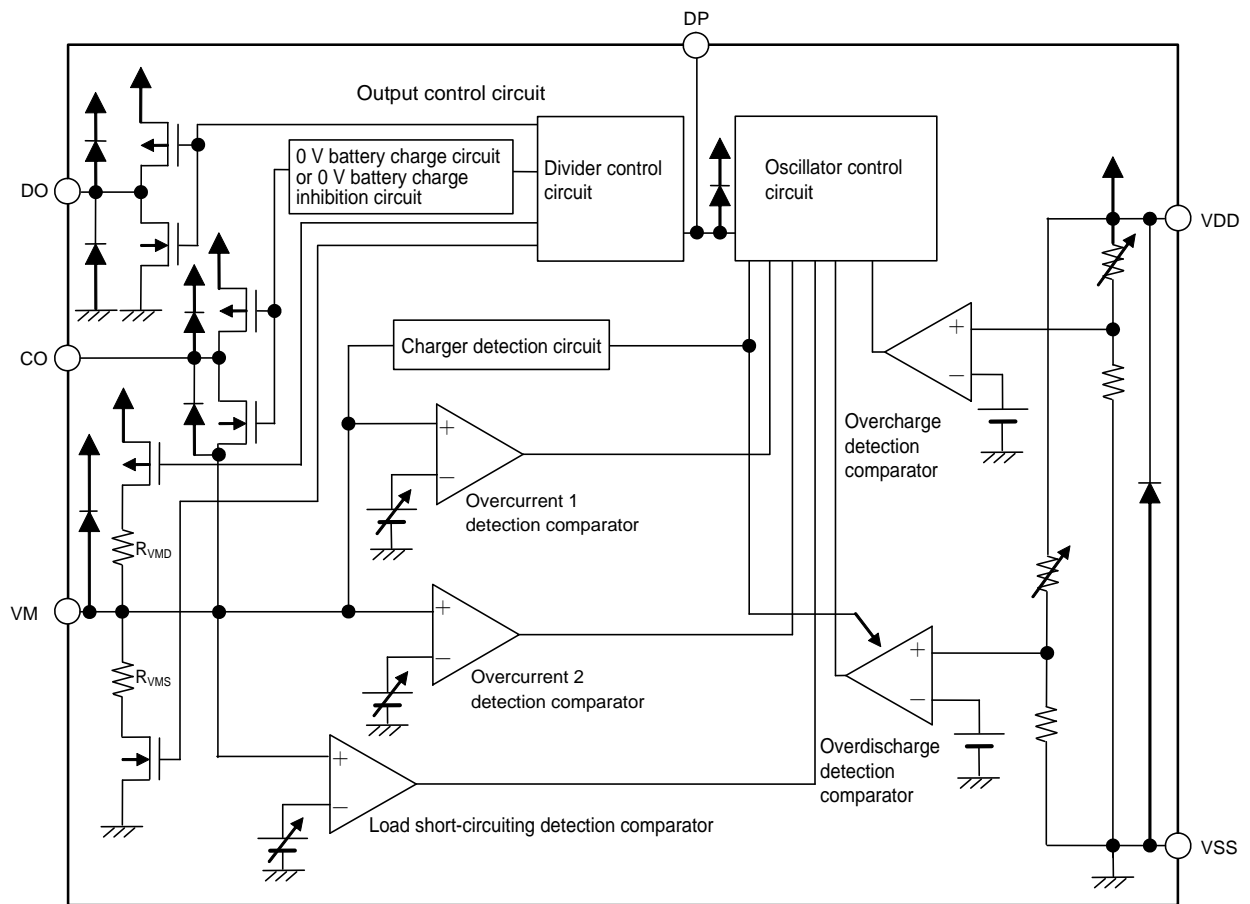 DP
Output control circuit
0 V battery charge circuit
or 0 V battery charge
inhibition circuit
Divider control
circuit
Oscillator control
circuit
DO
VDD
CO
Charger detection circuit
+
−
Overcharge
detection
comparator
+
−
Overcurrent 1
detection comparator
RVMD
VM
+
−
Overcurrent 2
detection comparator
RVMS
+
−
Overdischarge
detection
comparator
+
−
Load short-circuiting detection comparator
VSS